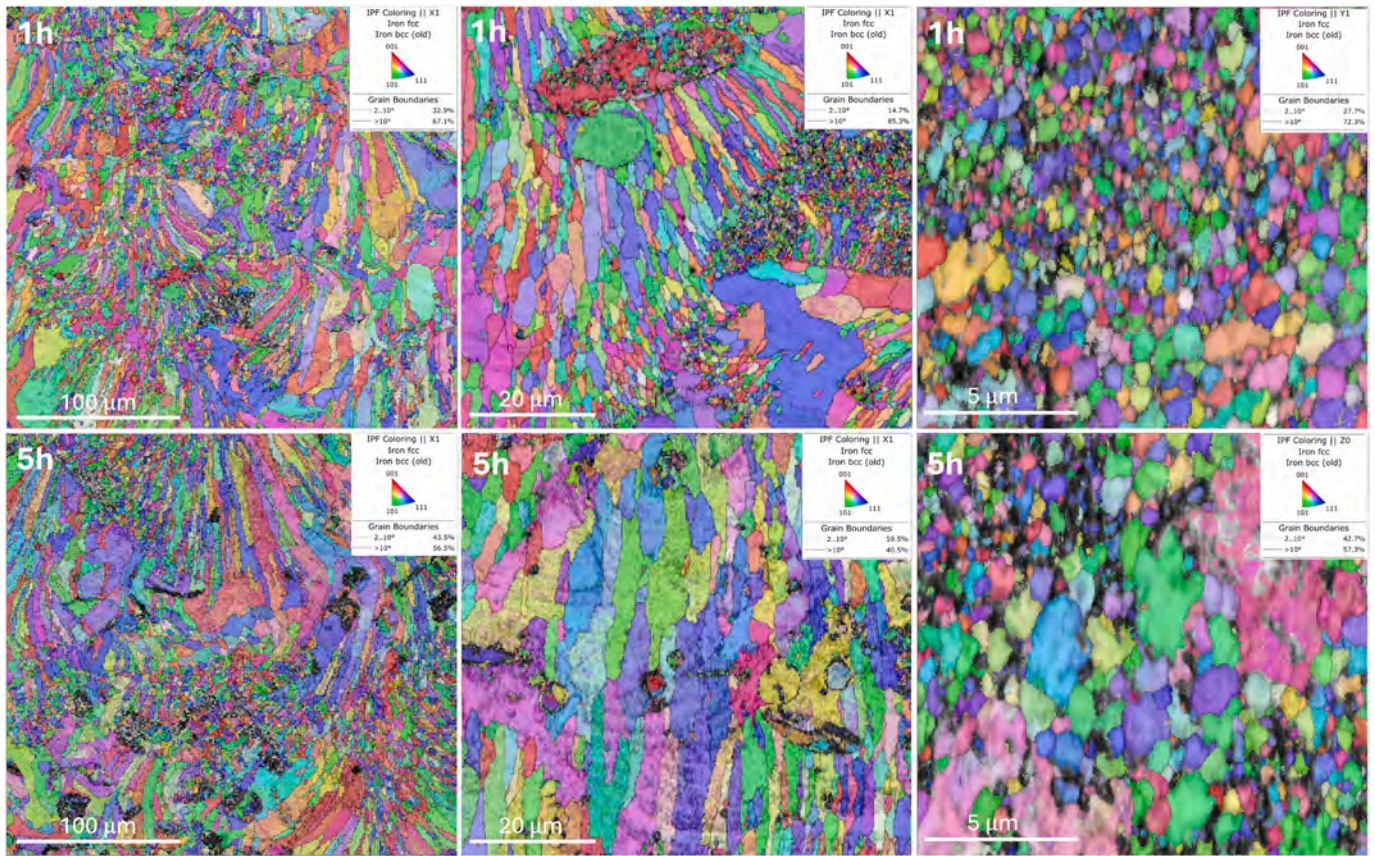 1h
IPF Coloring || X1
Iron fcc
Iron bcc (old)
001
101
111
Grain Boundaries
2..10° 32.9%
>10° 67.1%
100 µm
1h
IPF Coloring || X1
Iron fcc
Iron bcc (old)
001
101
111
Grain Boundaries
2..10° 14.7%
>10° 85.3%
20 µm
1h
IPF Coloring || Y1
Iron fcc
Iron bcc (old)
001
101
111
Grain Boundaries
2..10° 27.7%
>10° 72.3%
5 µm
5h
IPF Coloring || X1
Iron fcc
Iron bcc (old)
001
101
111
Grain Boundaries
2..10° 43.5%
>10° 56.5%
100 µm
5h
IPF Coloring || X1
Iron fcc
Iron bcc (old)
001
101
111
Grain Boundaries
2..10° 59.5%
>10° 40.5%
20 µm
5h
IPF Coloring || Z0
Iron fcc
Iron bcc (old)
001
101
111
Grain Boundaries
2..10° 42.7%
>10° 57.3%
5 µm